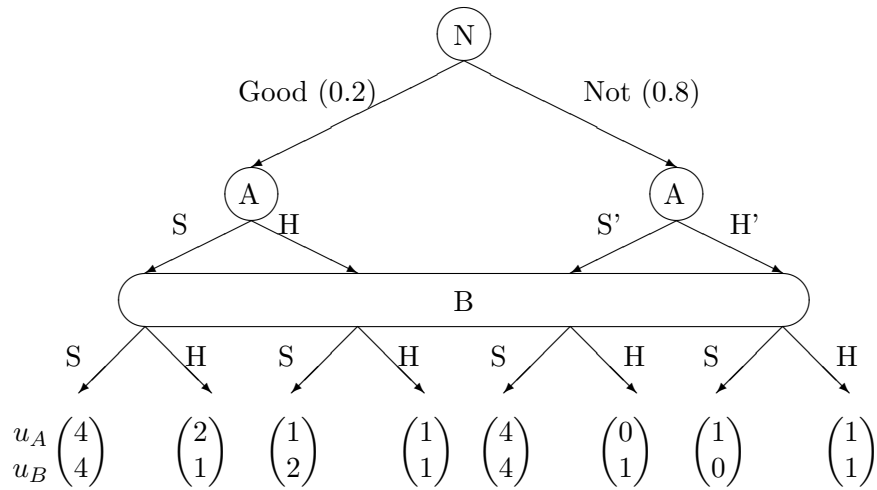 N
Good (0.2) Not (0.8)
A A
S H S' H'
B
S H S H S H S H
u_A 4 2 1 1 4 0 1 1
u_B 4 1 2 1 4 1 0 1